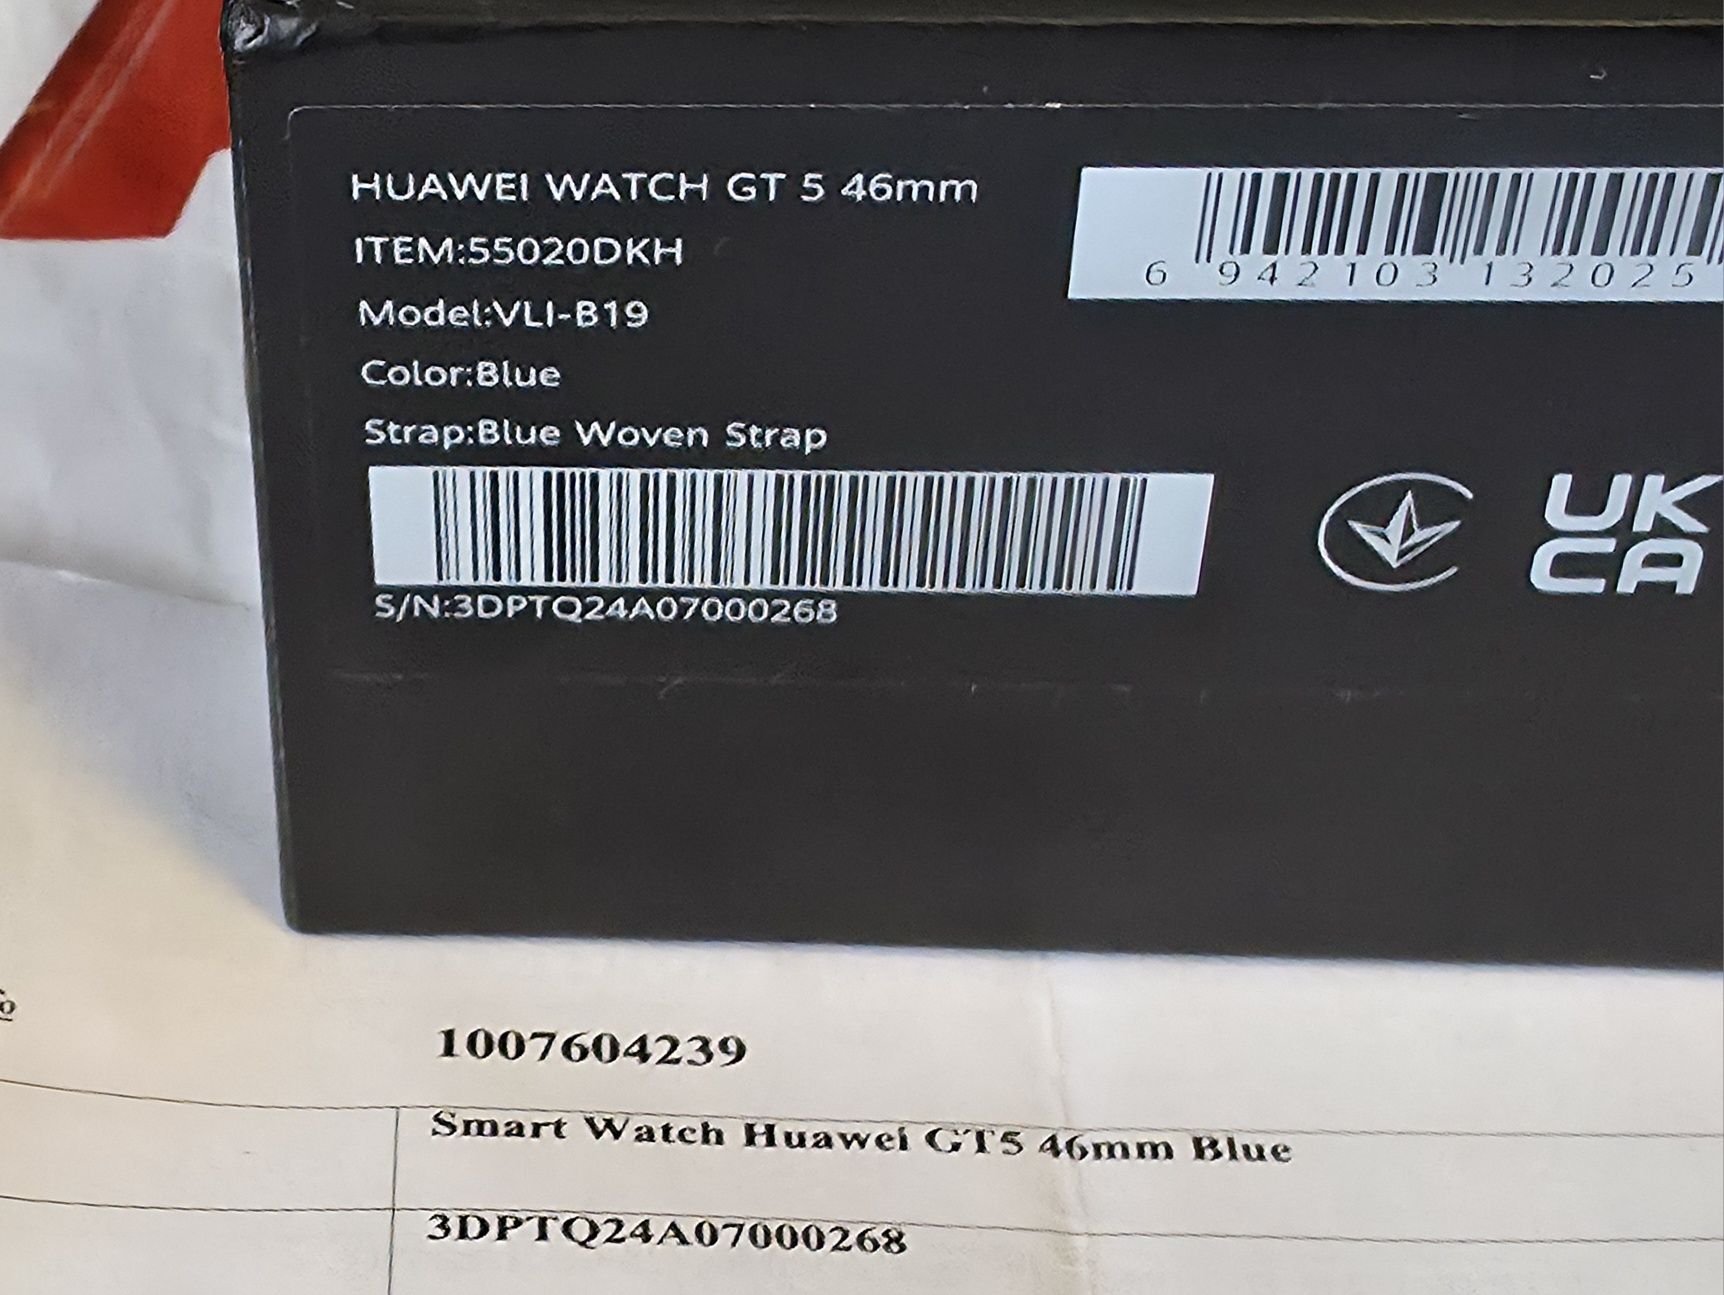 HUAWEI WATCH GT 5 46mm
ITEM:55020DKH
Model:VLI-B19
Color:Blue
Strap:Blue Woven Strap
S/N:3DPTQ24A07000268
6 942103 132025
UK
CA
1007604239
Smart Watch Huawei GT5 46mm Blue
3DPTQ24A07000268